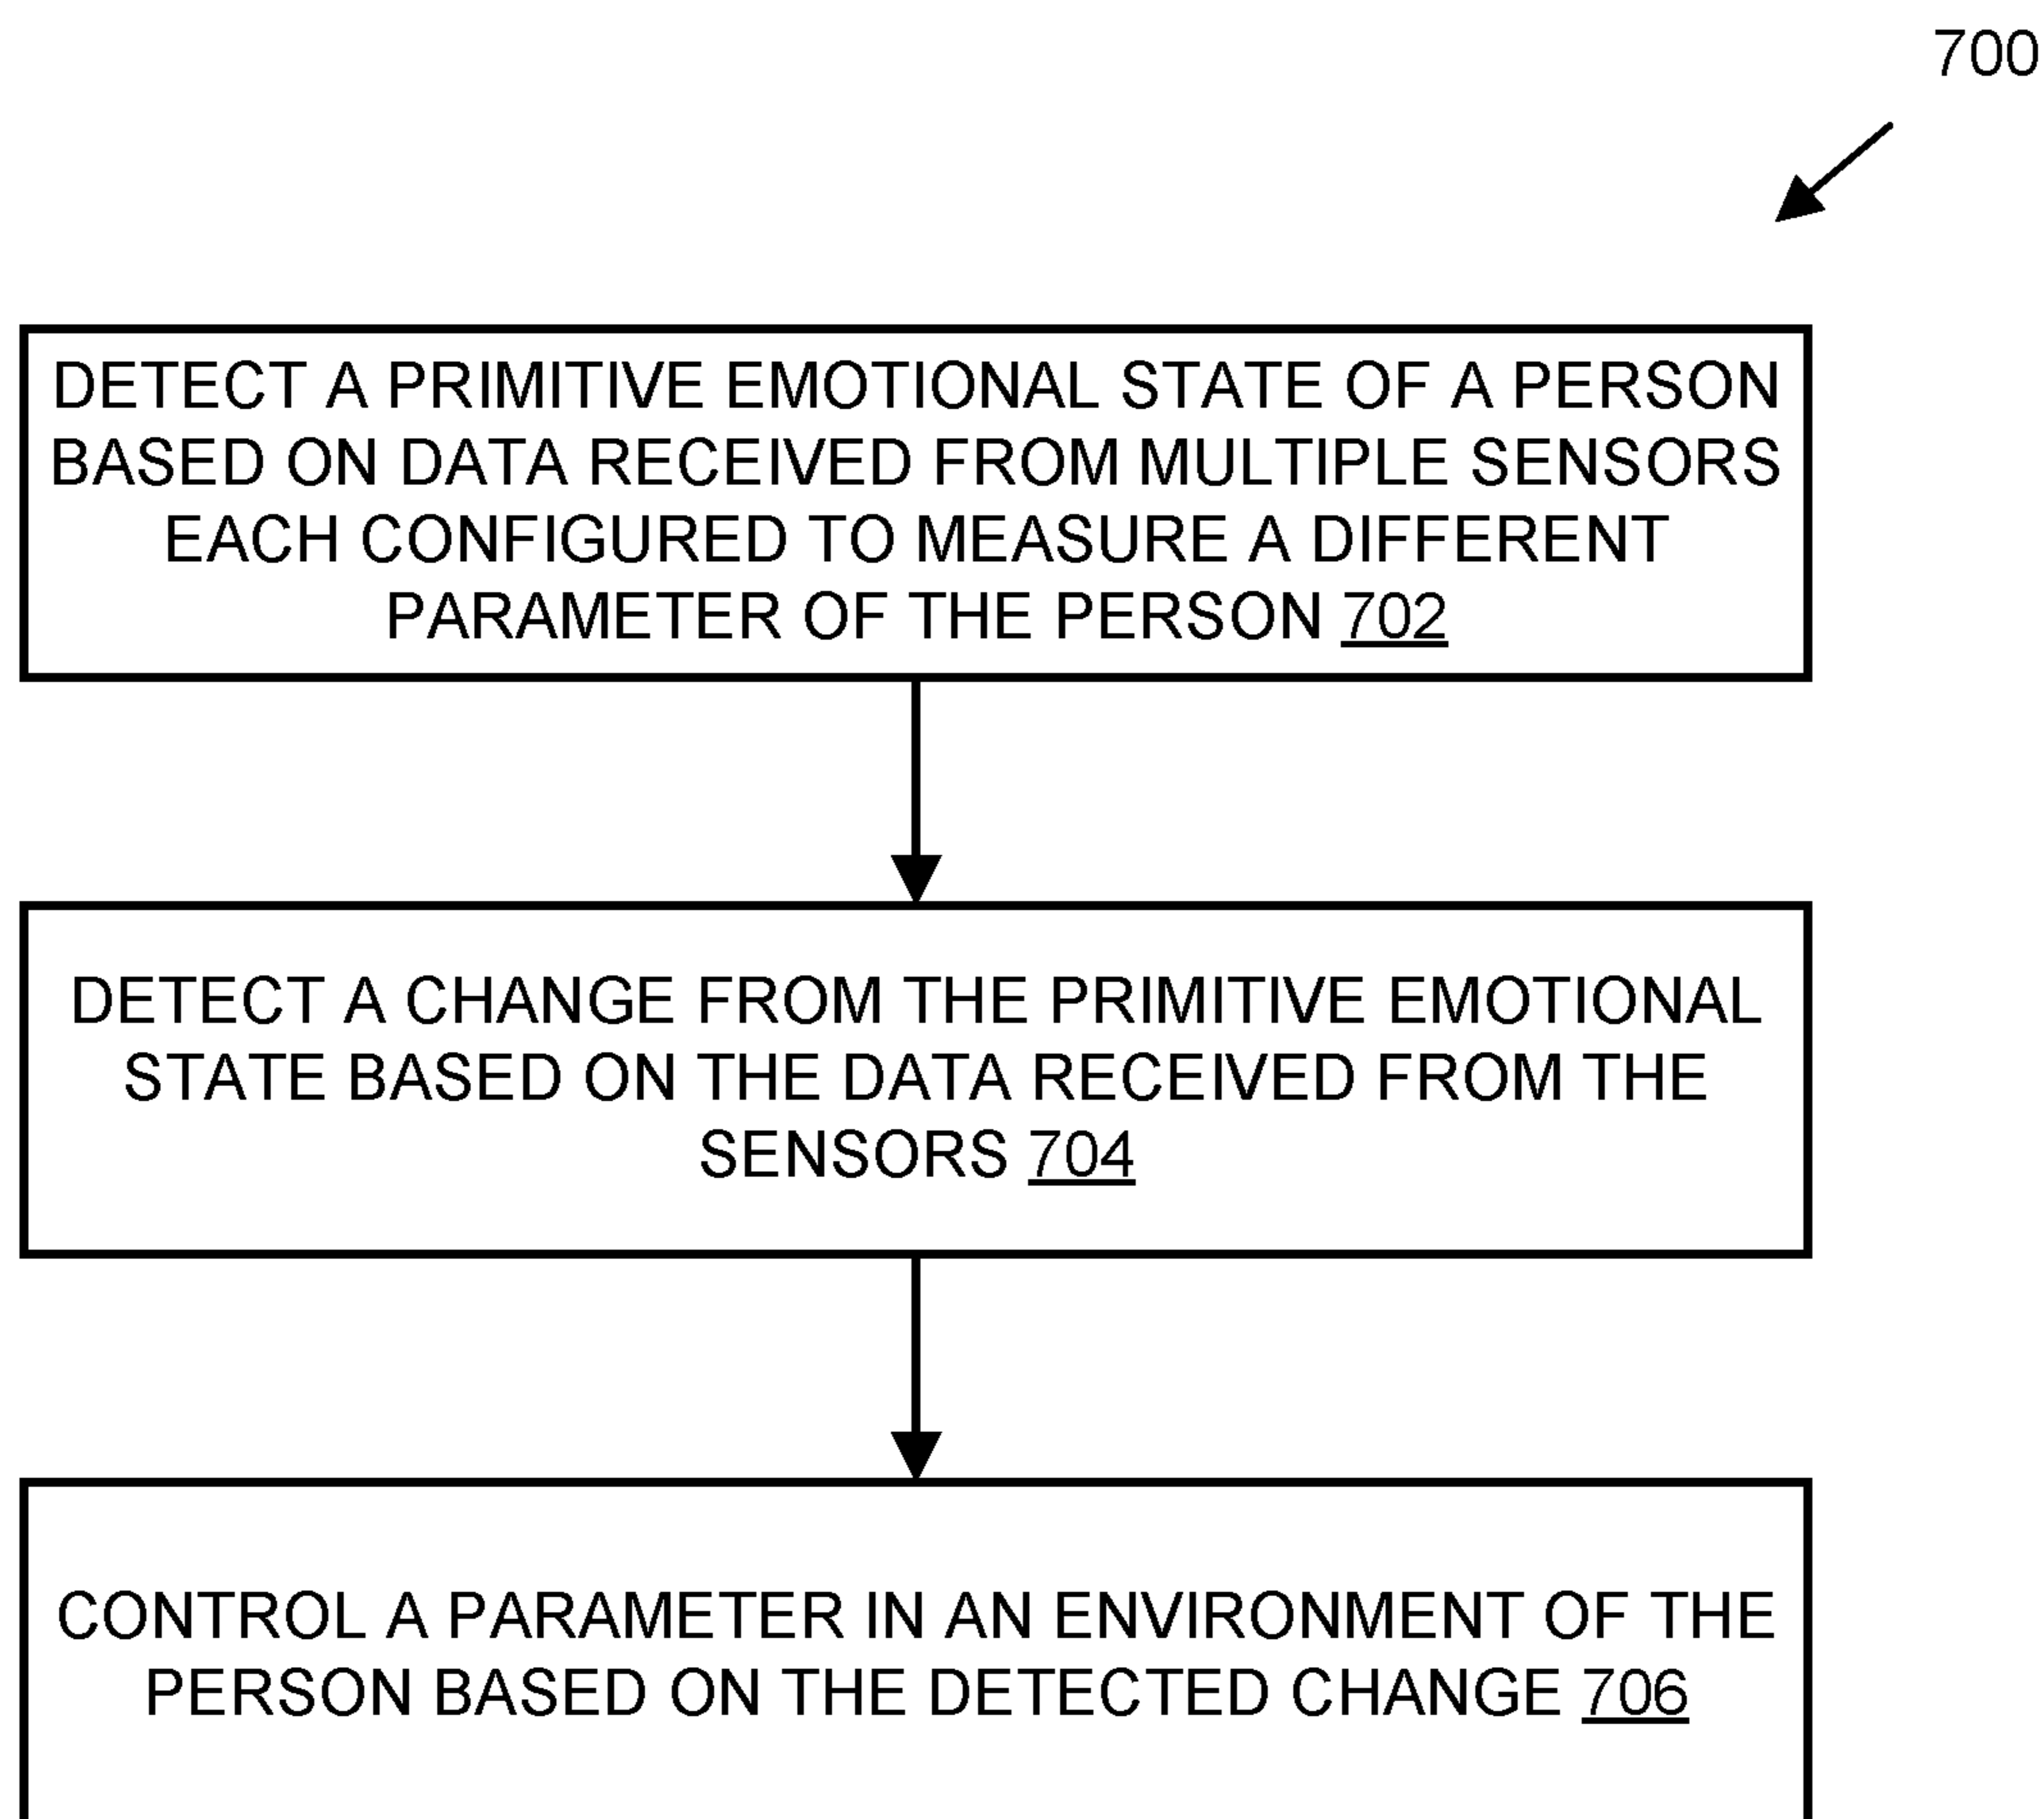 700
DETECT A PRIMITIVE EMOTIONAL STATE OF A PERSON
BASED ON DATA RECEIVED FROM MULTIPLE SENSORS
EACH CONFIGURED TO MEASURE A DIFFERENT
PARAMETER OF THE PERSON 702
DETECT A CHANGE FROM THE PRIMITIVE EMOTIONAL
STATE BASED ON THE DATA RECEIVED FROM THE
SENSORS 704
CONTROL A PARAMETER IN AN ENVIRONMENT OF THE
PERSON BASED ON THE DETECTED CHANGE 706